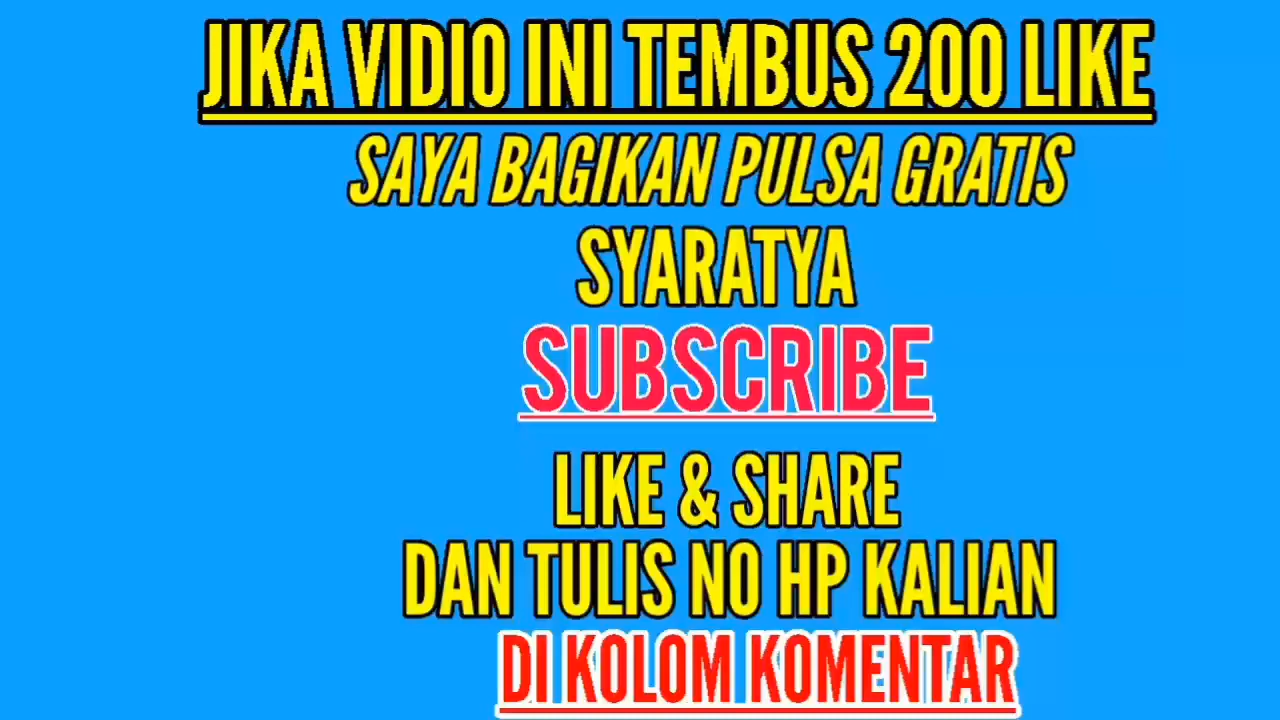 JIKA VIDIO INI TEMBUS 200 LIKE
SAYA BAGIKAN PULSA GRATIS
SYARATYA
SUBSCRIBE
LIKE & SHARE
DAN TULIS NO HP KALIAN
DI KOLOM KOMENTAR